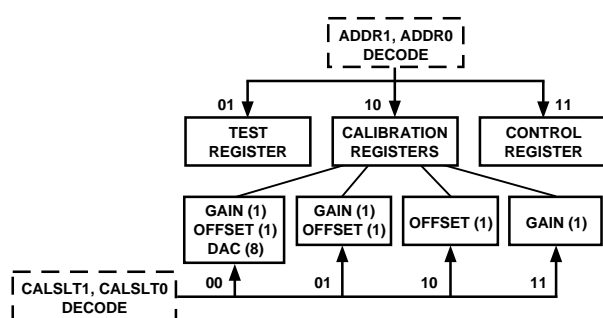 ADDR1, ADDR0
DECODE
01
10
11
TEST
REGISTER
CALIBRATION
REGISTERS
CONTROL
REGISTER
GAIN (1)
OFFSET (1)
DAC (8)
GAIN (1)
OFFSET (1)
OFFSET (1)
GAIN (1)
CALSLT1, CALSLT0
DECODE
00
01
10
11